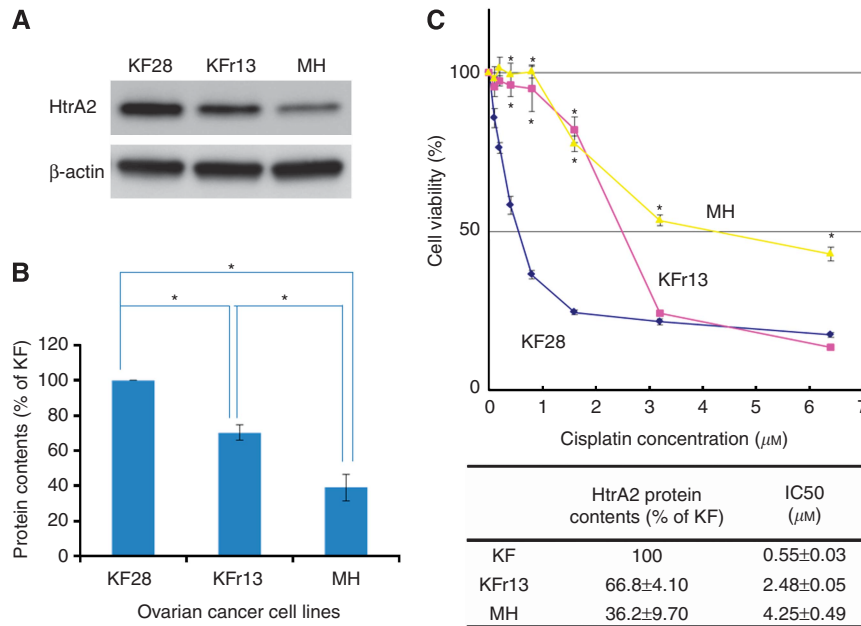 A
KF28 KFr13 MH
HtrA2
β-actin
B
* 
* *
Protein contents (% of KF)
120
100
80
60
40
20
0
KF28 KFr13 MH
Ovarian cancer cell lines
C
Cell viability (%)
100
50
0
* *
* *
*
*
*
*
MH
KFr13
KF28
0 1 2 3 4 5 6 7
Cisplatin concentration (μM)
HtrA2 protein contents (% of KF) IC50 (μM)
KF 100 0.55±0.03
KFr13 66.8±4.10 2.48±0.05
MH 36.2±9.70 4.25±0.49